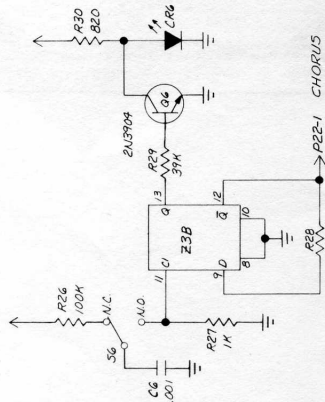 R30
820
CR6
Q6
2N3904
R29
39K
13
12
Q
Q̅
Z3B
10
Cl
D
8
11
9
P22-1 CHORUS
R28
R26
100K
N.C.
N.O.
S6
C6
.001
R27
1K